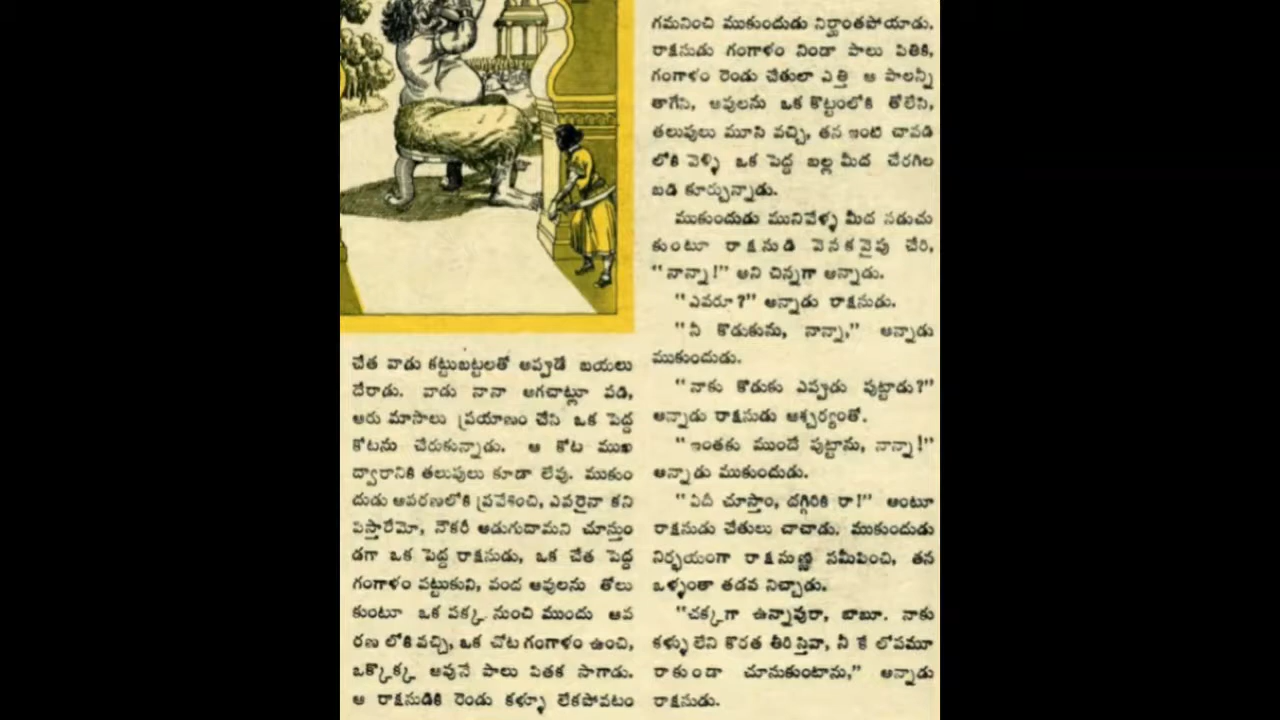 చేత వాడు కట్టుబట్టలతో అప్పుడే బయలు
దేరాడు. వాడు నానా అగచాట్లూ పడి,
ఆరు మాసాలు ప్రయాణం చేసి ఒక పెద్ద
కోటను చేరుకున్నాడు. ఆ కోట ముఖ
ద్వారానికి తలుపులు కూడా లేవు. ముకుం
దుడు ఆవరణలోకి ప్రవేశించి, ఎవరైనా కని
పిస్తారేమో, నౌకరీ అడుగుదామని చూస్తుం
డగా ఒక పెద్ద రాక్షసుడు, ఒక చేత పెద్ద
గంగాళం పట్టుకుని, వంద ఆవులను తోలు
కుంటూ ఒక పక్క నుంచి ముందు ఆవ
రణ లోకి వచ్చి, ఒక చోట గంగాళం ఉంచి,
ఒక్కొక్క ఆవునే పాలు పితక సాగాడు.
ఆ రాక్షసుడికి రెండు కళ్ళూ లేకపోవటం
గమనించి ముకుందుడు నిర్ఘాంతపోయాడు.
రాక్షసుడు గంగాళం నిండా పాలు పితికి,
గంగాళం రెండు చేతులా ఎత్తి ఆ పాలన్నీ
తాగేసి, ఆవులను ఒక కొట్టంలోకి తోలేసి,
తలుపులు మూసి వచ్చి, తన ఇంటి చావడి
లోకి వెళ్ళి ఒక పెద్ద బల్ల మీద చేరగిల
బడి కూర్చున్నాడు.
ముకుందుడు మునివేళ్ళ మీద నడుచు
కుంటూ రాక్షసుడి వెనకవైపు చేరి,
"నాన్నా!" అని చిన్నగా అన్నాడు.
"ఎవరూ?" అన్నాడు రాక్షసుడు.
"నీ కొడుకును, నాన్నా," అన్నాడు
ముకుందుడు.
"నాకు కొడుకు ఎప్పుడు పుట్టాడు?"
అన్నాడు రాక్షసుడు ఆశ్చర్యంతో.
"ఇంతకు ముందే పుట్టాను, నాన్నా!"
అన్నాడు ముకుందుడు.
"ఏదీ చూస్తాం, దగ్గిరికి రా!" అంటూ
రాక్షసుడు చేతులు చాచాడు. ముకుందుడు
నిర్భయంగా రాక్షసుణ్ణి సమీపించి, తన
ఒళ్ళంతా తడవ నిచ్చాడు.
"చక్కగా ఉన్నావురా, బాబూ. నాకు
కళ్ళు లేని కొరత తీరిస్తివా, నీ కే లోపమూ
రాకుండా చూసుకుంటాను," అన్నాడు
రాక్షసుడు.